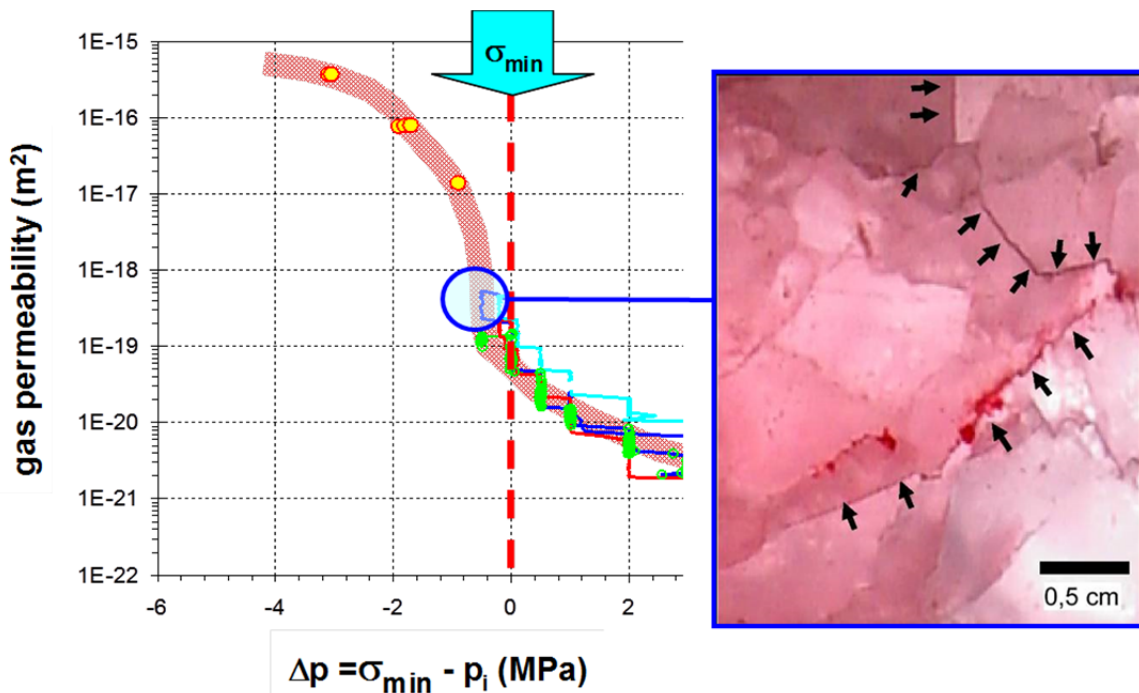 σmin
1E-15
1E-16
1E-17
1E-18
1E-19
1E-20
1E-21
1E-22
gas permeability (m²)
-6 -4 -2 0 2
Δp =σmin - pi (MPa)
0,5 cm